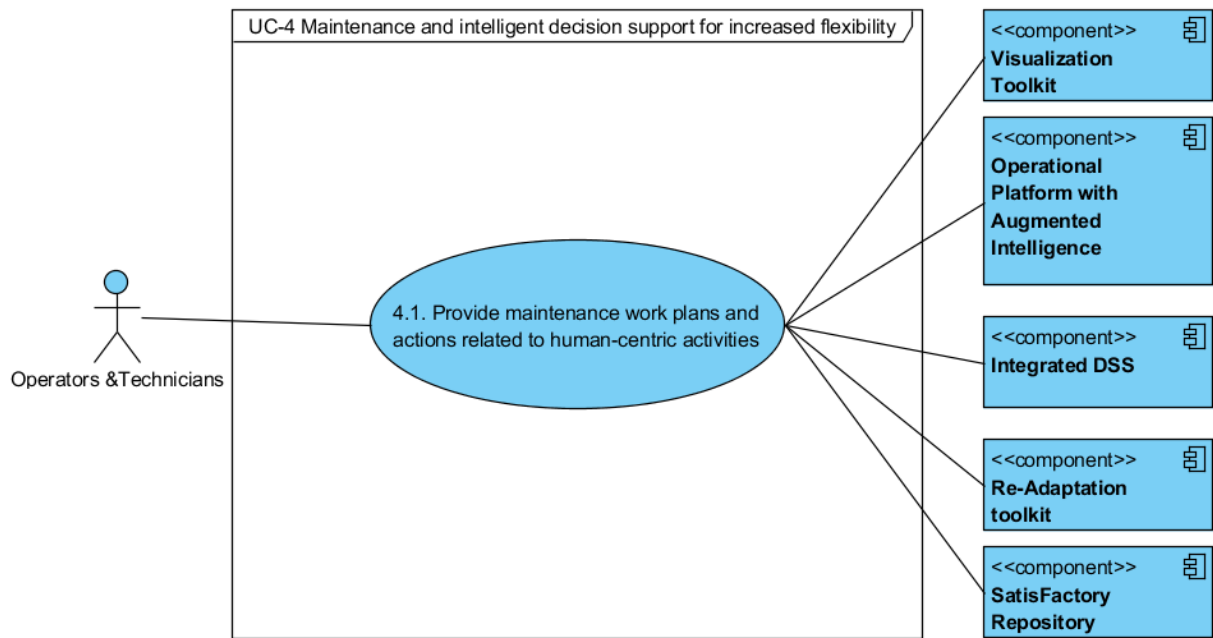 UC-4 Maintenance and intelligent decision support for increased flexibility
<<component>>
Visualization
Toolkit
<<component>>
Operational
Platform with
Augmented
Intelligence
4.1. Provide maintenance work plans and
actions related to human-centric activities
Operators &Technicians
<<component>>
Integrated DSS
<<component>>
Re-Adaptation
toolkit
<<component>>
SatisFactory
Repository